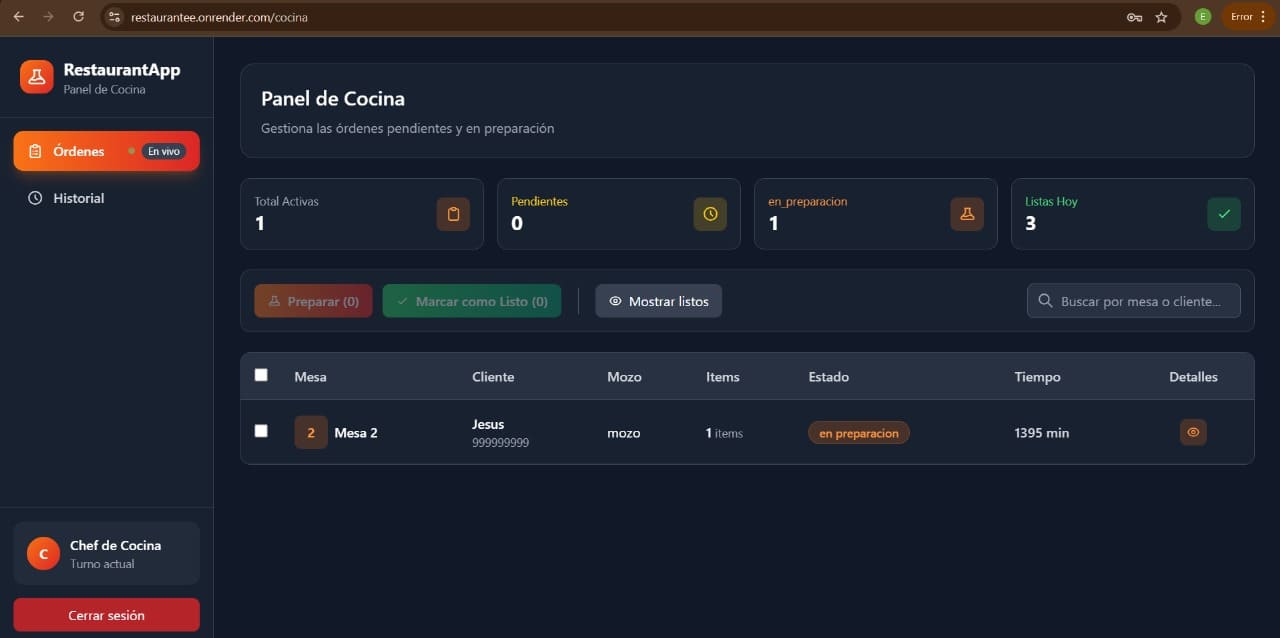 restaurantee.onrender.com/cocina
E
Error
RestaurantApp
Panel de Cocina
Órdenes
En vivo
Historial
Panel de Cocina
Gestiona las órdenes pendientes y en preparación
Total Activas
1
Pendientes
0
en_preparacion
1
Listas Hoy
3
Preparar (0)
Marcar como Listo (0)
Mostrar listos
Buscar por mesa o cliente...
Mesa Cliente Mozo Items Estado Tiempo Detalles
2 Mesa 2 Jesus mozo 1 items en preparacion 1395 min
999999999
C
Chef de Cocina
Turno actual
Cerrar sesión